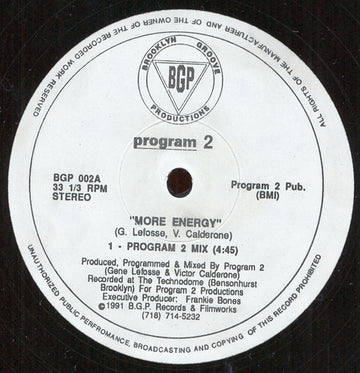 ALL RIGHTS OF THE MANUFACTURER AND OF THE OWNER OF THE RECORDED WORK RESERVED
BROOKLYN GROOVE
BGP
PRODUCTIONS
program 2
BGP 002A
33 1/3 RPM
STEREO
Program 2 Pub.
(BMI)
"MORE ENERGY"
(G. Lefosse, V. Calderone)
1 - PROGRAM 2 MIX (4:45)
Produced, Programmed & Mixed By Program 2
(Gene Lefosse & Victor Calderone)
Recorded at The Technodome (Bensonhurst
Brooklyn) For Program 2 Productions
Executive Producer: Frankie Bones
©1991 B.G.P. Records & Filmworks
(718) 714-5232
UNAUTHORIZED PUBLIC PERFROMANCE, BROADCASTING AND COPYING OF THIS RECORD PROHIBITED